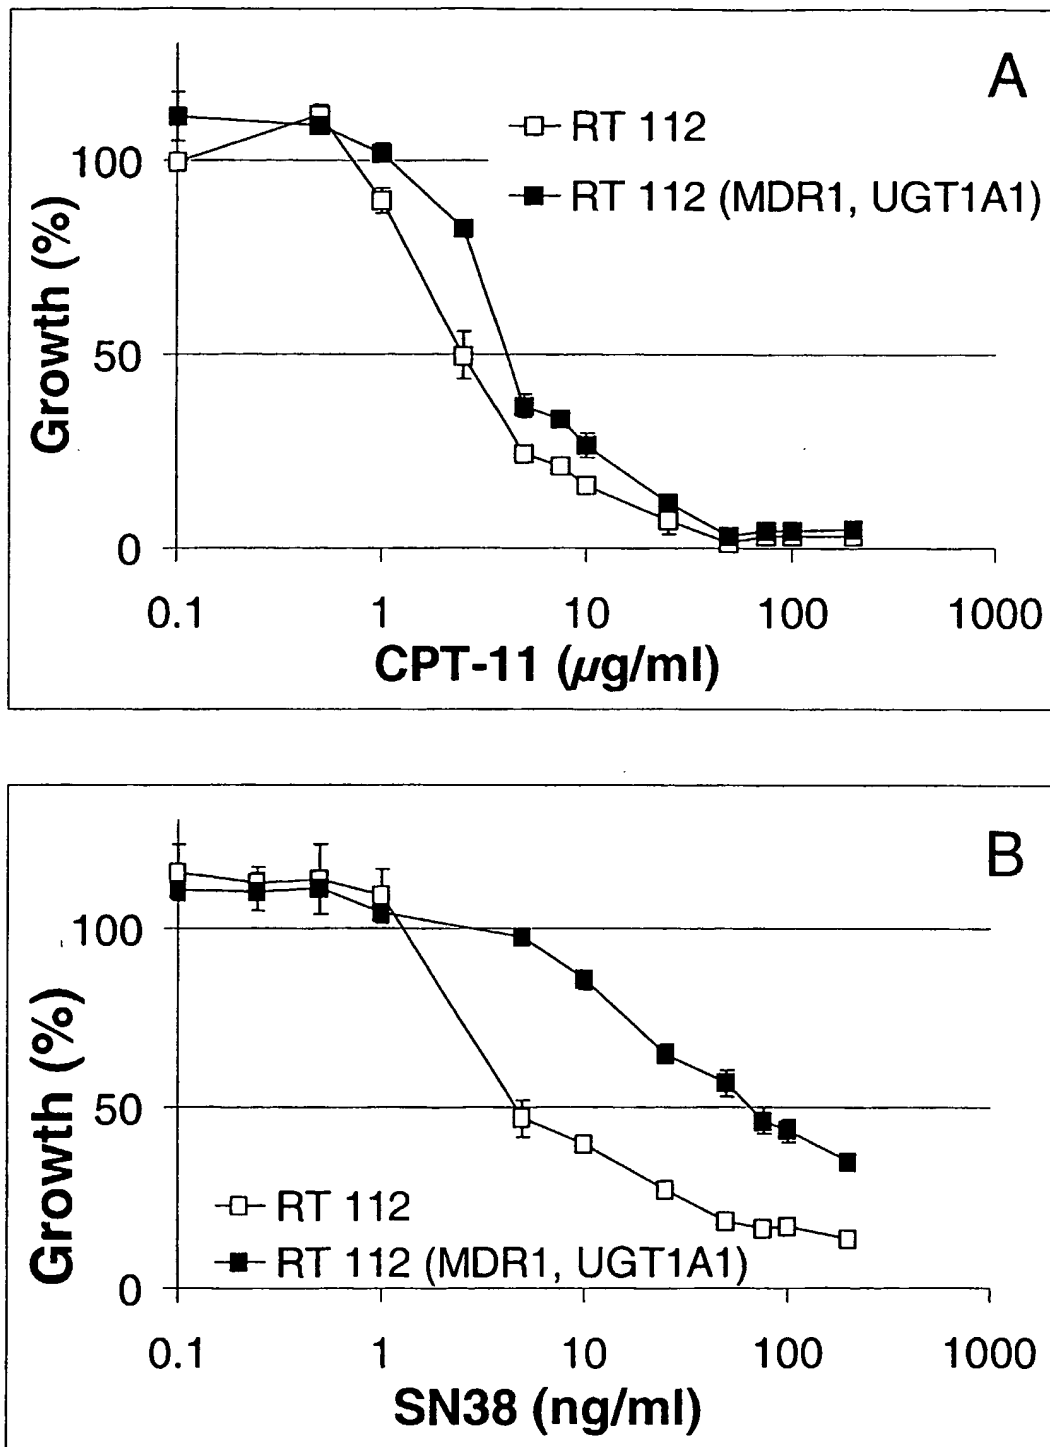 A
RT 112
RT 112 (MDR1, UGT1A1)
Growth (%)
100
50
0
0.1 1 10 100 1000
CPT-11 (µg/ml)
B
Growth (%)
100
50
0
RT 112
RT 112 (MDR1, UGT1A1)
0.1 1 10 100 1000
SN38 (ng/ml)